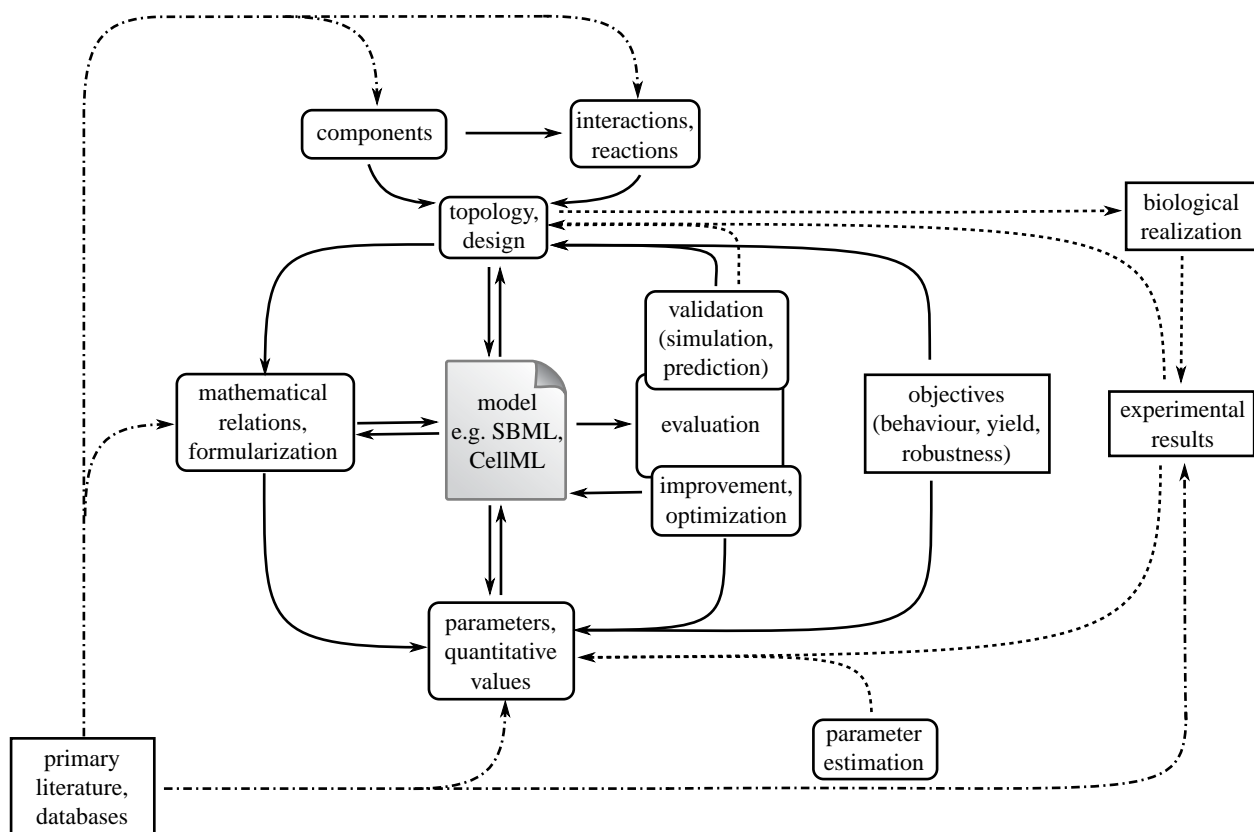 components
interactions,
reactions
topology,
design
biological
realization
validation
(simulation,
prediction)
mathematical
relations,
formularization
model
e.g. SBML,
CellML
evaluation
objectives
(behaviour, yield,
robustness)
experimental
results
improvement,
optimization
parameters,
quantitative
values
parameter
estimation
primary
literature,
databases